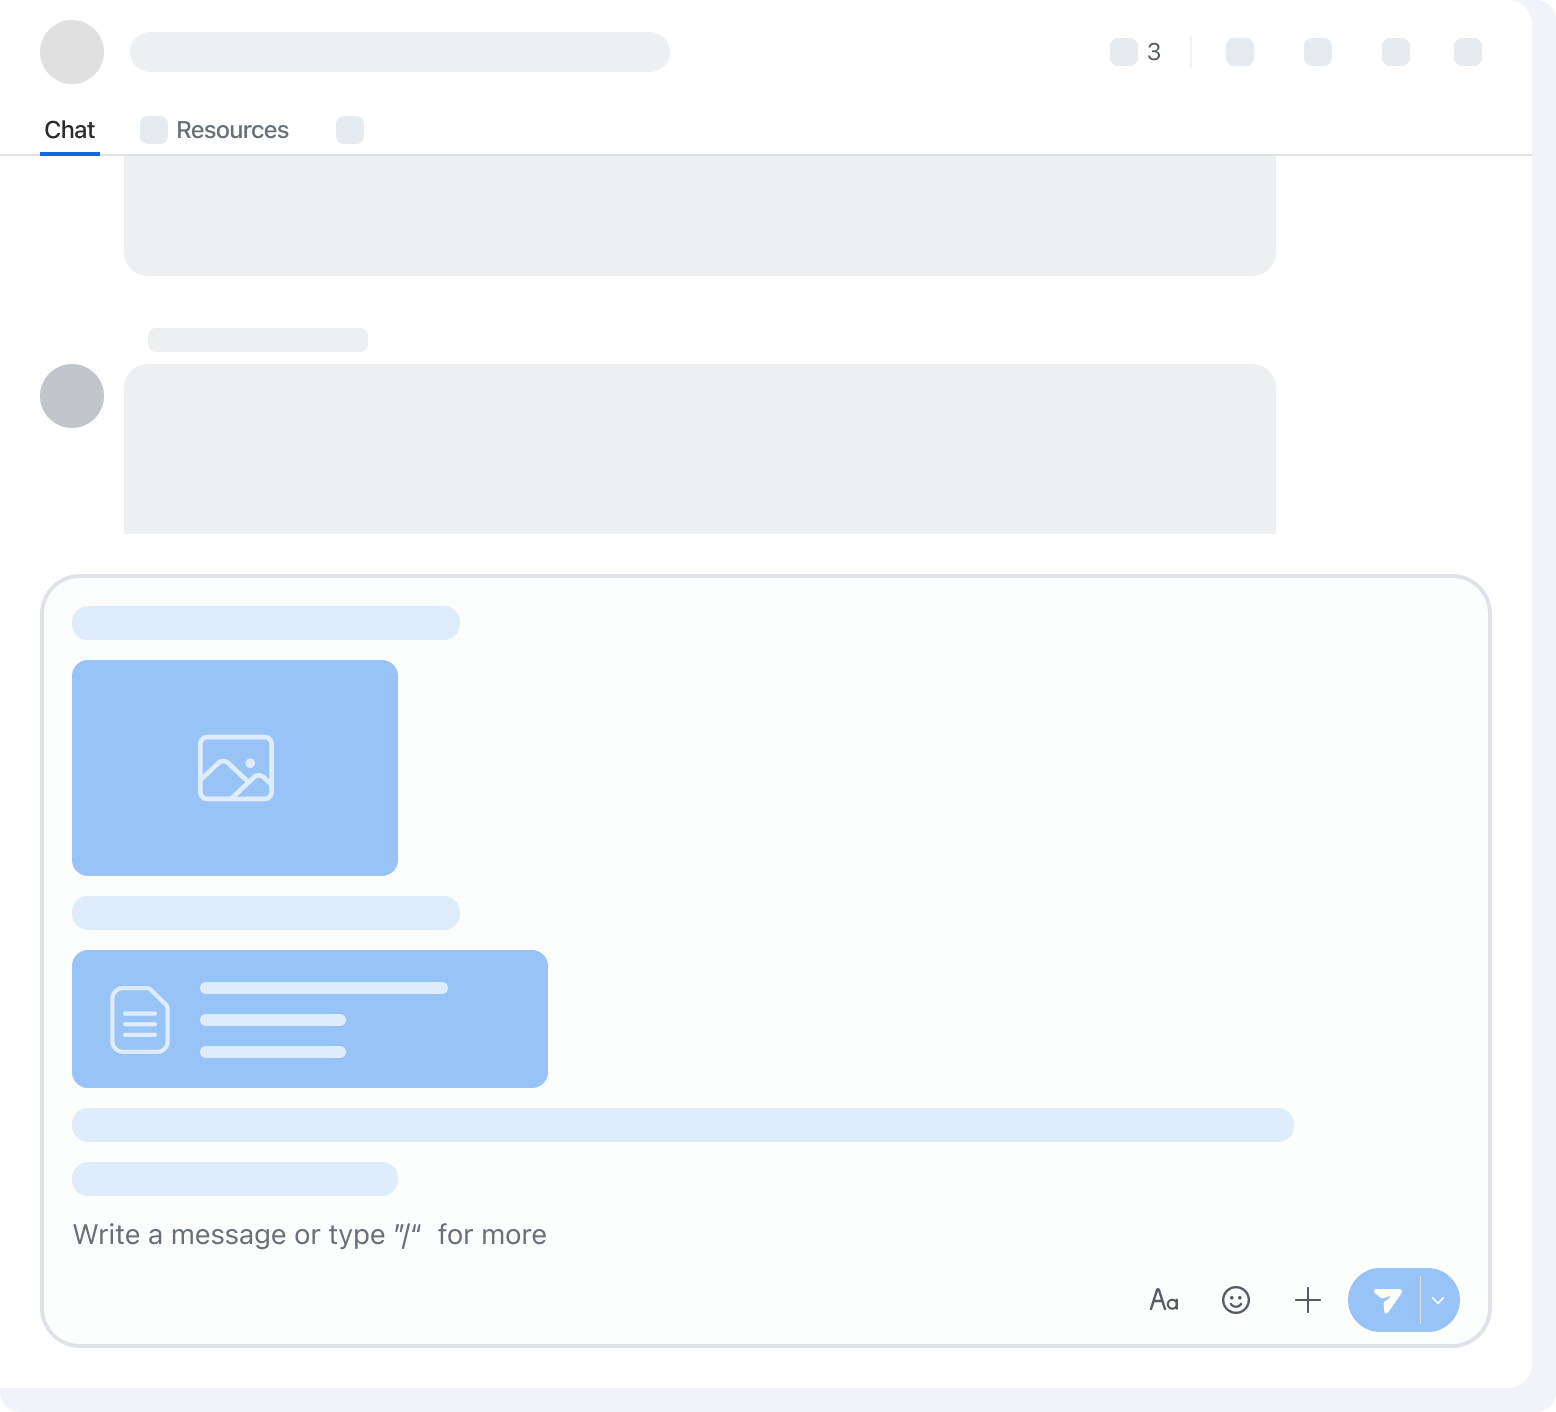 3
Chat
Resources
Write a message or type ”/“ for more
Aa